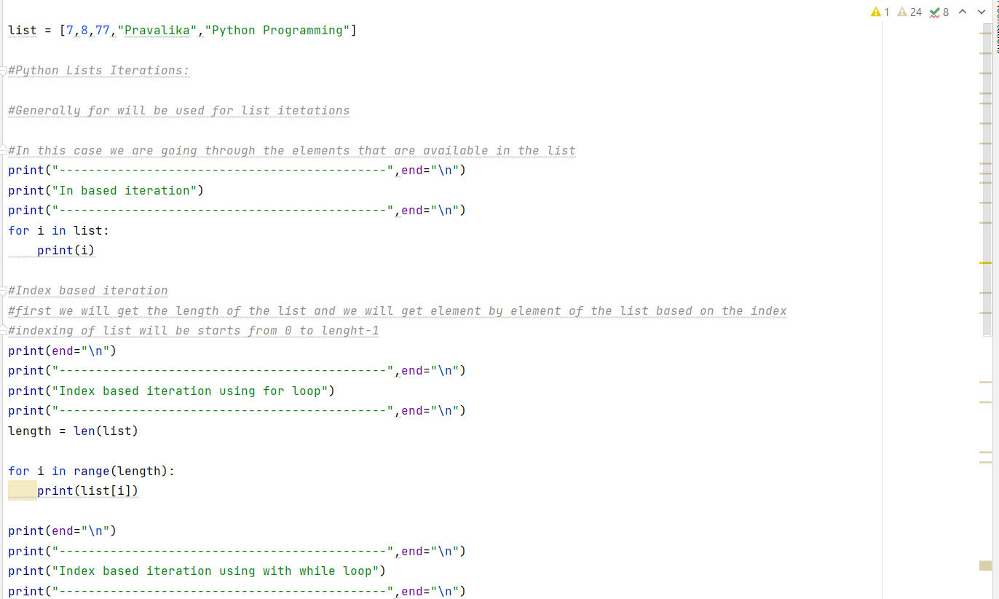 1 24 8
list = [7,8,77,"Pravalika","Python Programming"]
#Python Lists Iterations:
#Generally for will be used for list itetations
#In this case we are going through the elements that are available in the list
print("---------------------------------------------",end="\n")
print("In based iteration")
print("---------------------------------------------",end="\n")
for i in list:
    print(i)
#Index based iteration
#first we will get the length of the list and we will get element by element of the list based on the index
#indexing of list will be starts from 0 to lenght-1
print(end="\n")
print("---------------------------------------------",end="\n")
print("Index based iteration using for loop")
print("---------------------------------------------",end="\n")
length = len(list)
for i in range(length):
    print(list[i])
print(end="\n")
print("---------------------------------------------",end="\n")
print("Index based iteration using with while loop")
print("---------------------------------------------",end="\n")